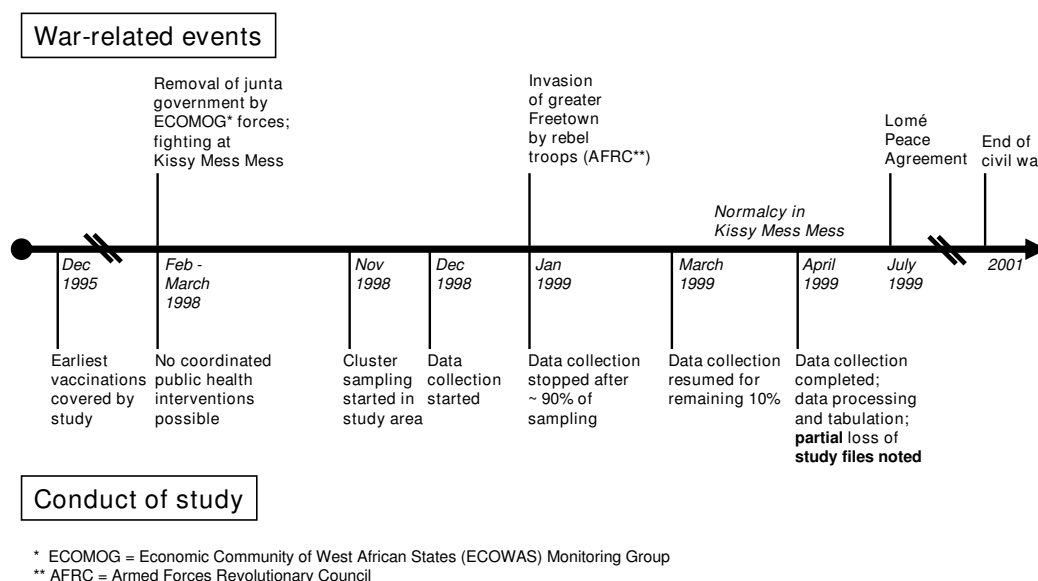 War-related events
Removal of junta
government by
ECOMOG* forces;
fighting at
Kissy Mess Mess
Invasion
of greater
Freetown
by rebel
troops (AFRC**)
Lomé
Peace
Agreement
End of
civil wa
Normalcy in
Kissy Mess Mess
Dec
1995
Feb -
March
1998
Nov
1998
Dec
1998
Jan
1999
March
1999
April
1999
July
1999
2001
Earliest
vaccinations
covered by
study
No coordinated
public health
interventions
possible
Cluster
sampling
started in
study area
Data
collection
started
Data collection
stopped after
~ 90% of
sampling
Data collection
resumed for
remaining 10%
Data collection
completed;
data processing
and tabulation;
partial loss of
study files noted
Conduct of study
* ECOMOG = Economic Community of West African States (ECOWAS) Monitoring Group
** AFRC = Armed Forces Revolutionary Council